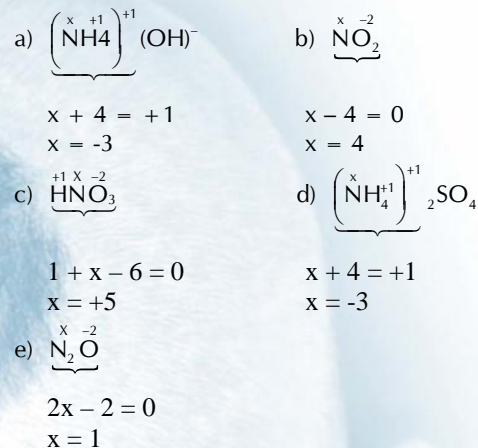 a) (NH4)⁺¹ (OH)⁻ b) NO₂
x +1 x -2
x + 4 = +1 x – 4 = 0
x = -3 x = 4
c) HNO₃ d) (NH₄⁺¹)⁺¹ ₂SO₄
+1 X -2 x
1 + x – 6 = 0 x + 4 = +1
x = +5 x = -3
e) N₂O
X -2
2x – 2 = 0
x = 1